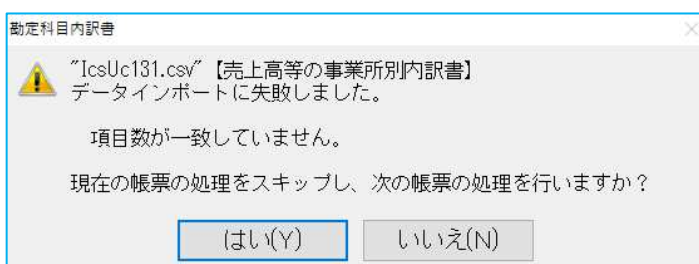 勘定科目内訳書
"IcsUc131.csv"【売上高等の事業所別内訳書】
データインポートに失敗しました。
項目数が一致していません。
現在の帳票の処理をスキップし、次の帳票の処理を行いますか？
はい(Y)
いいえ(N)